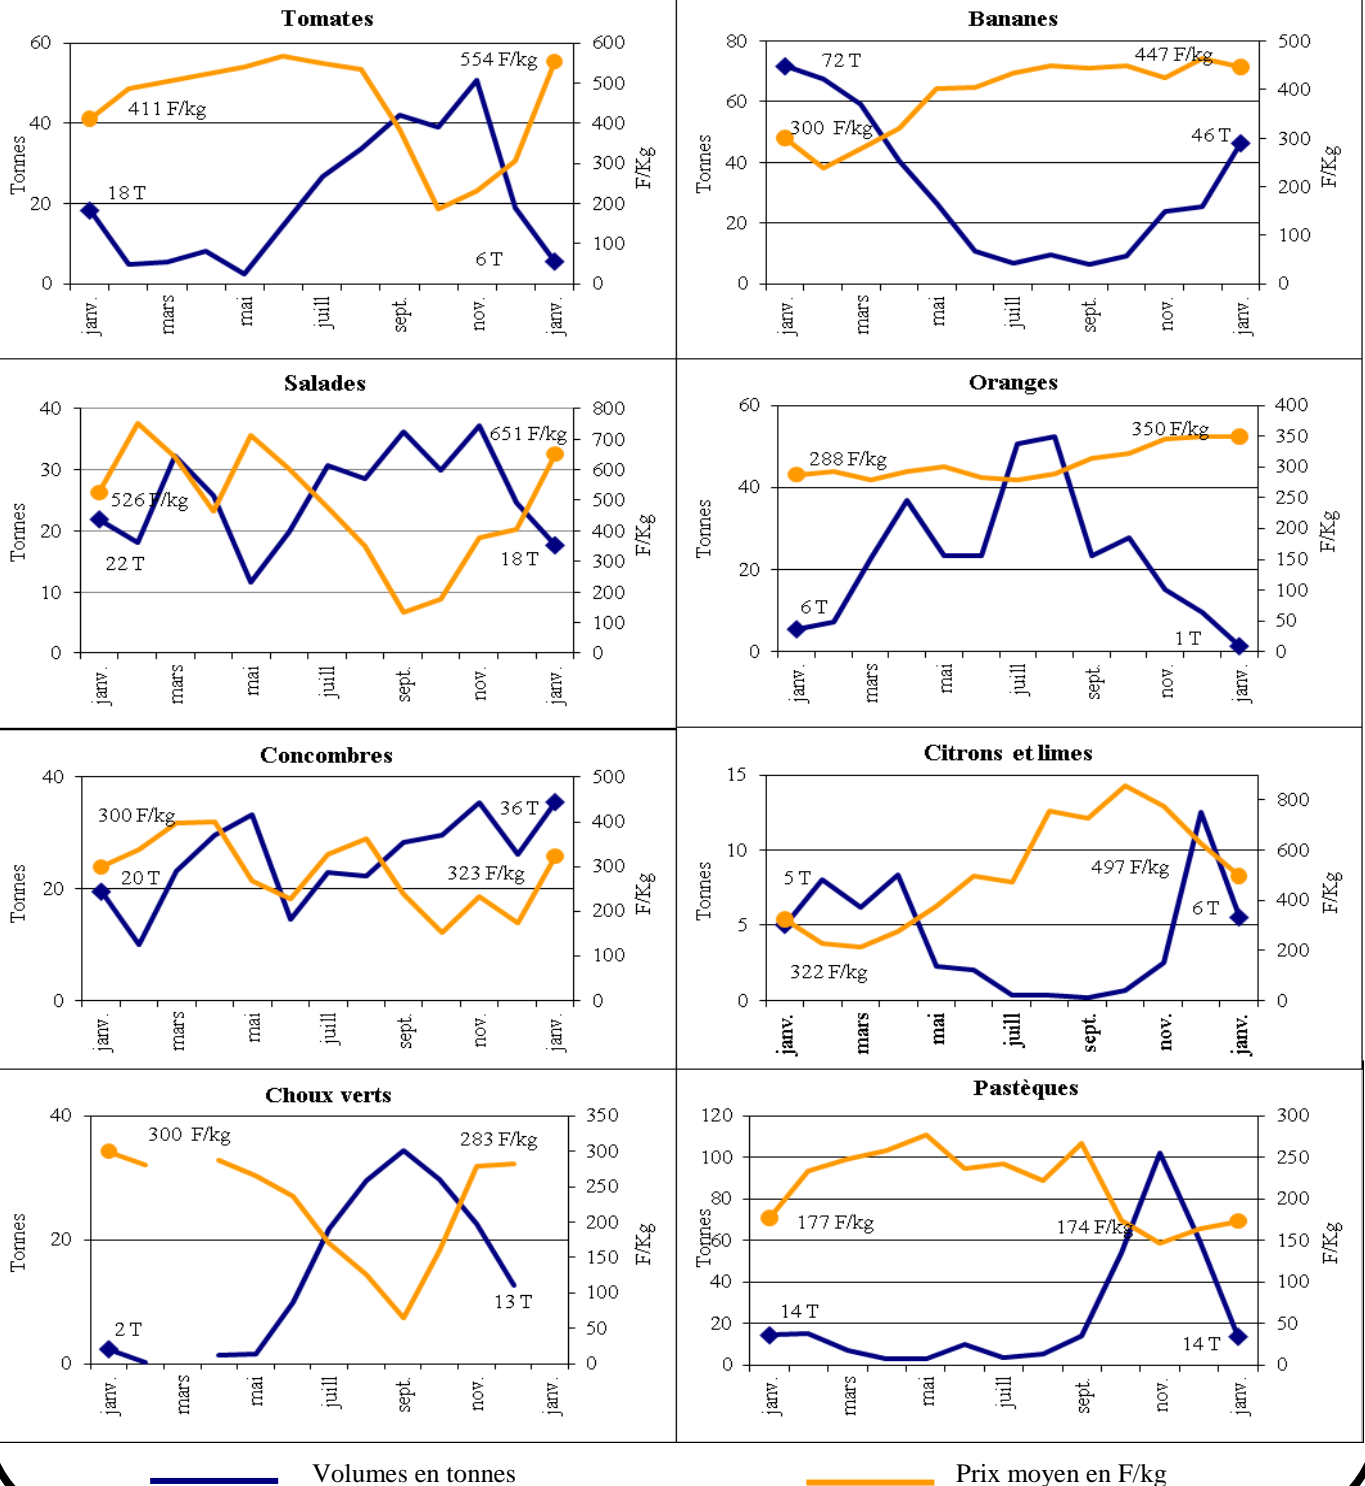 Tomates
60
40
20
0
Tonnes
600
500
400
300
200
100
0
F/Kg
411 F/kg
554 F/kg
18 T
6 T
janv.
mars
mai
juill
sept.
nov.
janv.
Bananes
80
60
40
20
0
Tonnes
500
400
300
200
100
0
F/Kg
72 T
447 F/kg
300 F/kg
46 T
janv.
mars
mai
juill
sept.
nov.
janv.
Salades
40
30
20
10
0
Tonnes
800
700
600
500
400
300
200
100
0
F/Kg
651 F/kg
526 F/kg
22 T
18 T
janv.
mars
mai
juill
sept.
nov.
janv.
Oranges
60
40
20
0
Tonnes
400
350
300
250
200
150
100
50
0
F/Kg
350 F/kg
288 F/kg
6 T
1 T
janv.
mars
mai
juill
sept.
nov.
janv.
Concombres
40
20
0
Tonnes
500
400
300
200
100
0
F/Kg
300 F/kg
36 T
20 T
323 F/kg
janv.
mars
mai
juill
sept.
nov.
janv.
Citrons et limes
15
10
5
0
Tonnes
800
600
400
200
0
F/Kg
5 T
497 F/kg
6 T
322 F/kg
janv.
mars
mai
juill
sept.
nov.
janv.
Choux verts
40
20
0
Tonnes
350
300
250
200
150
100
50
0
F/Kg
300 F/kg
283 F/kg
2 T
13 T
janv.
mars
mai
juill
sept.
nov.
janv.
Pastèques
120
100
80
60
40
20
0
Tonnes
300
250
200
150
100
50
0
F/Kg
177 F/kg
174 F/kg
14 T
14 T
janv.
mars
mai
juill
sept.
nov.
janv.
Volumes en tonnes
Prix moyen en F/kg